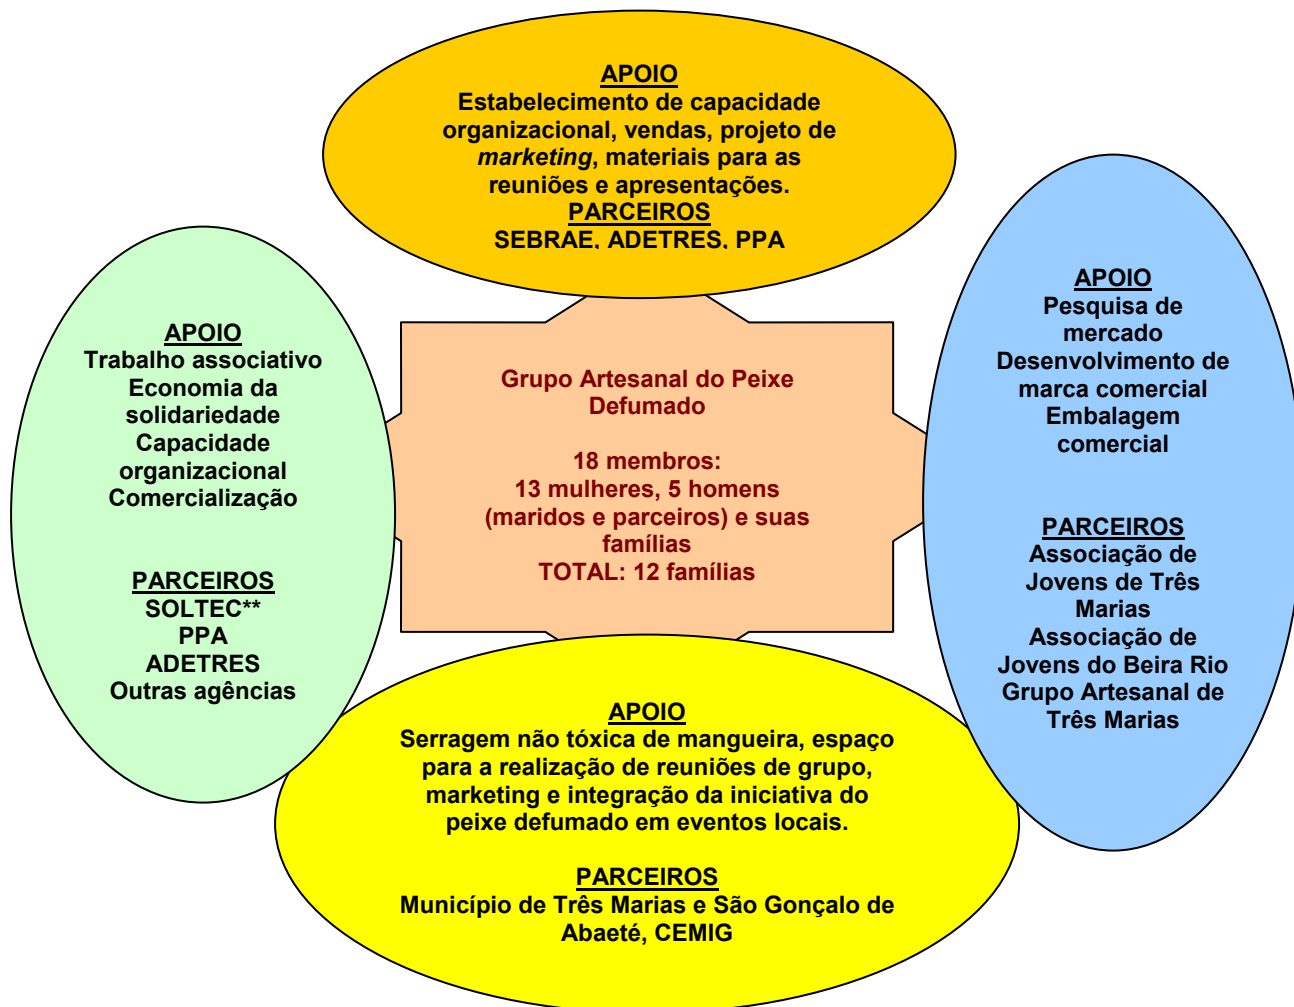 APOIO
Estabelecimento de capacidade
organizacional, vendas, projeto de
marketing, materiais para as
reuniões e apresentações.
PARCEIROS
SEBRAE, ADETRES, PPA
APOIO
Trabalho associativo
Economia da
solidariedade
Capacidade
organizacional
Comercialização
PARCEIROS
SOLTEC**
PPA
ADETRES
Outras agências
Grupo Artesanal do Peixe
Defumado
18 membros:
13 mulheres, 5 homens
(maridos e parceiros) e suas
famílias
TOTAL: 12 famílias
APOIO
Pesquisa de
mercado
Desenvolvimento de
marca comercial
Embalagem
comercial
PARCEIROS
Associação de
Jovens de Três
Marias
Associação de
Jovens do Beira Rio
Grupo Artesanal de
Três Marias
APOIO
Serragem não tóxica de mangueira, espaço
para a realização de reuniões de grupo,
marketing e integração da iniciativa do
peixe defumado em eventos locais.
PARCEIROS
Município de Três Marias e São Gonçalo de
Abaeté, CEMIG